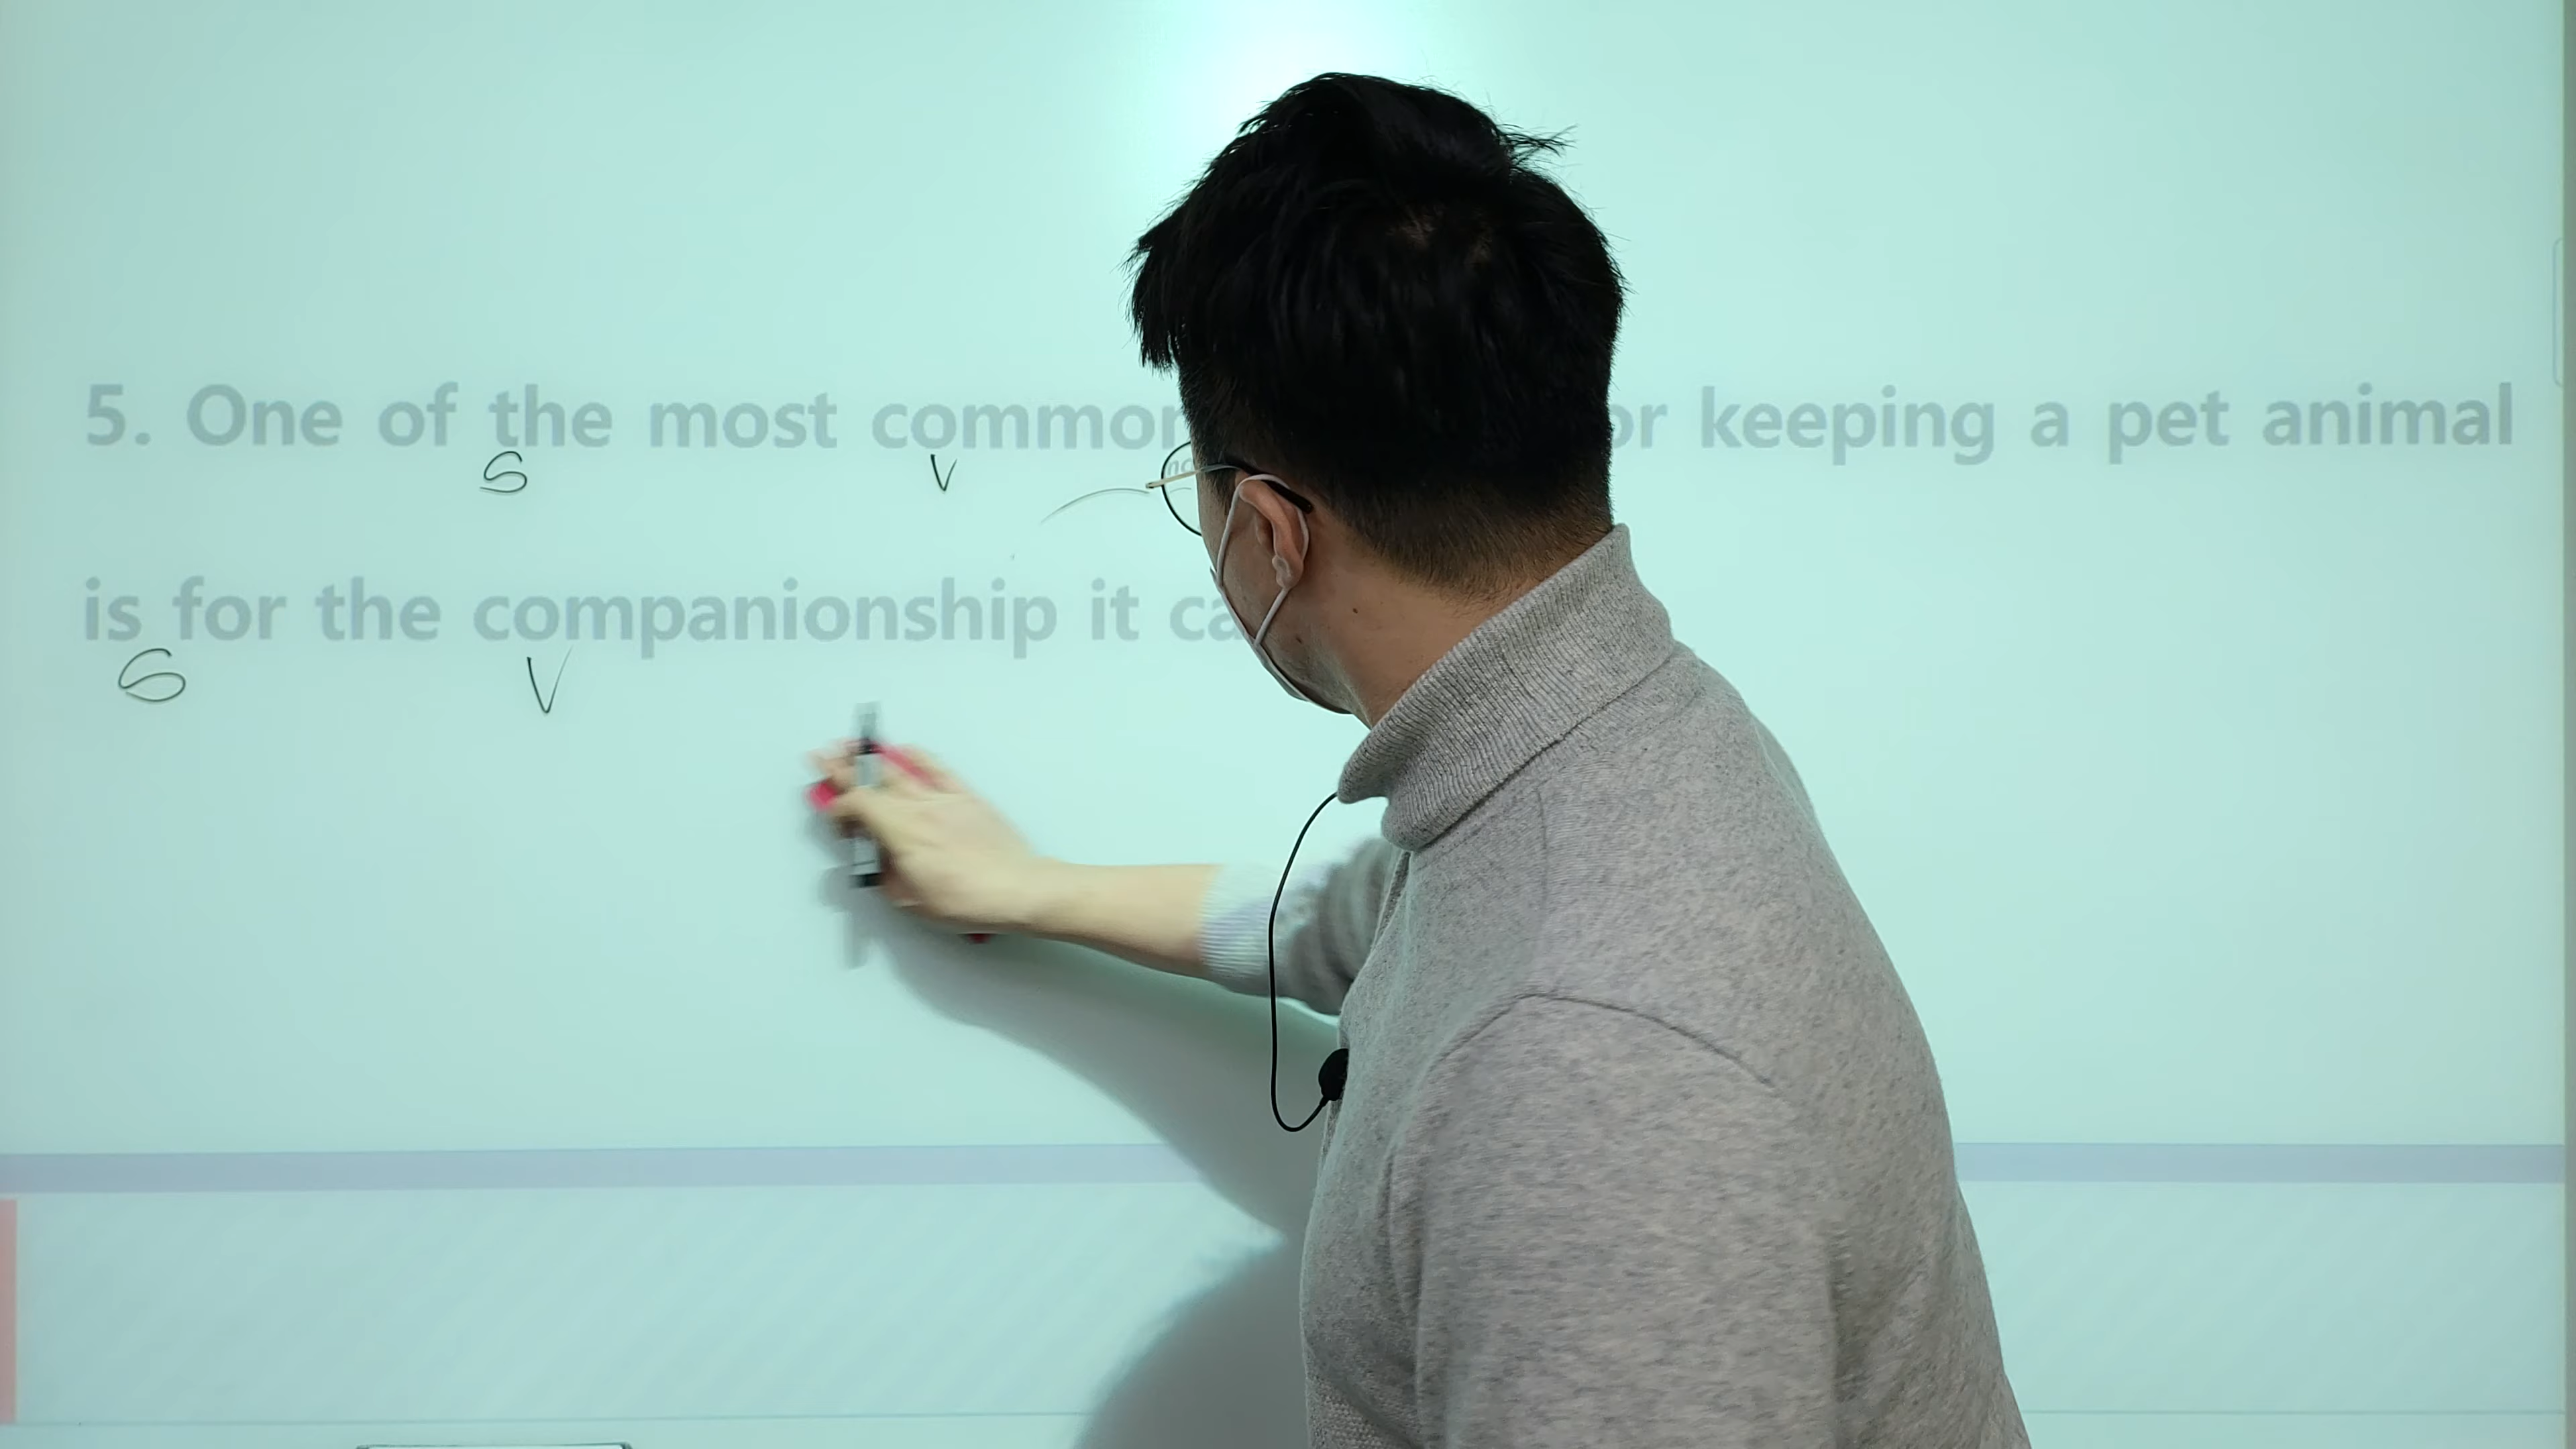 5. One of the most common or keeping a pet animal
S V
is for the companionship it ca
S V